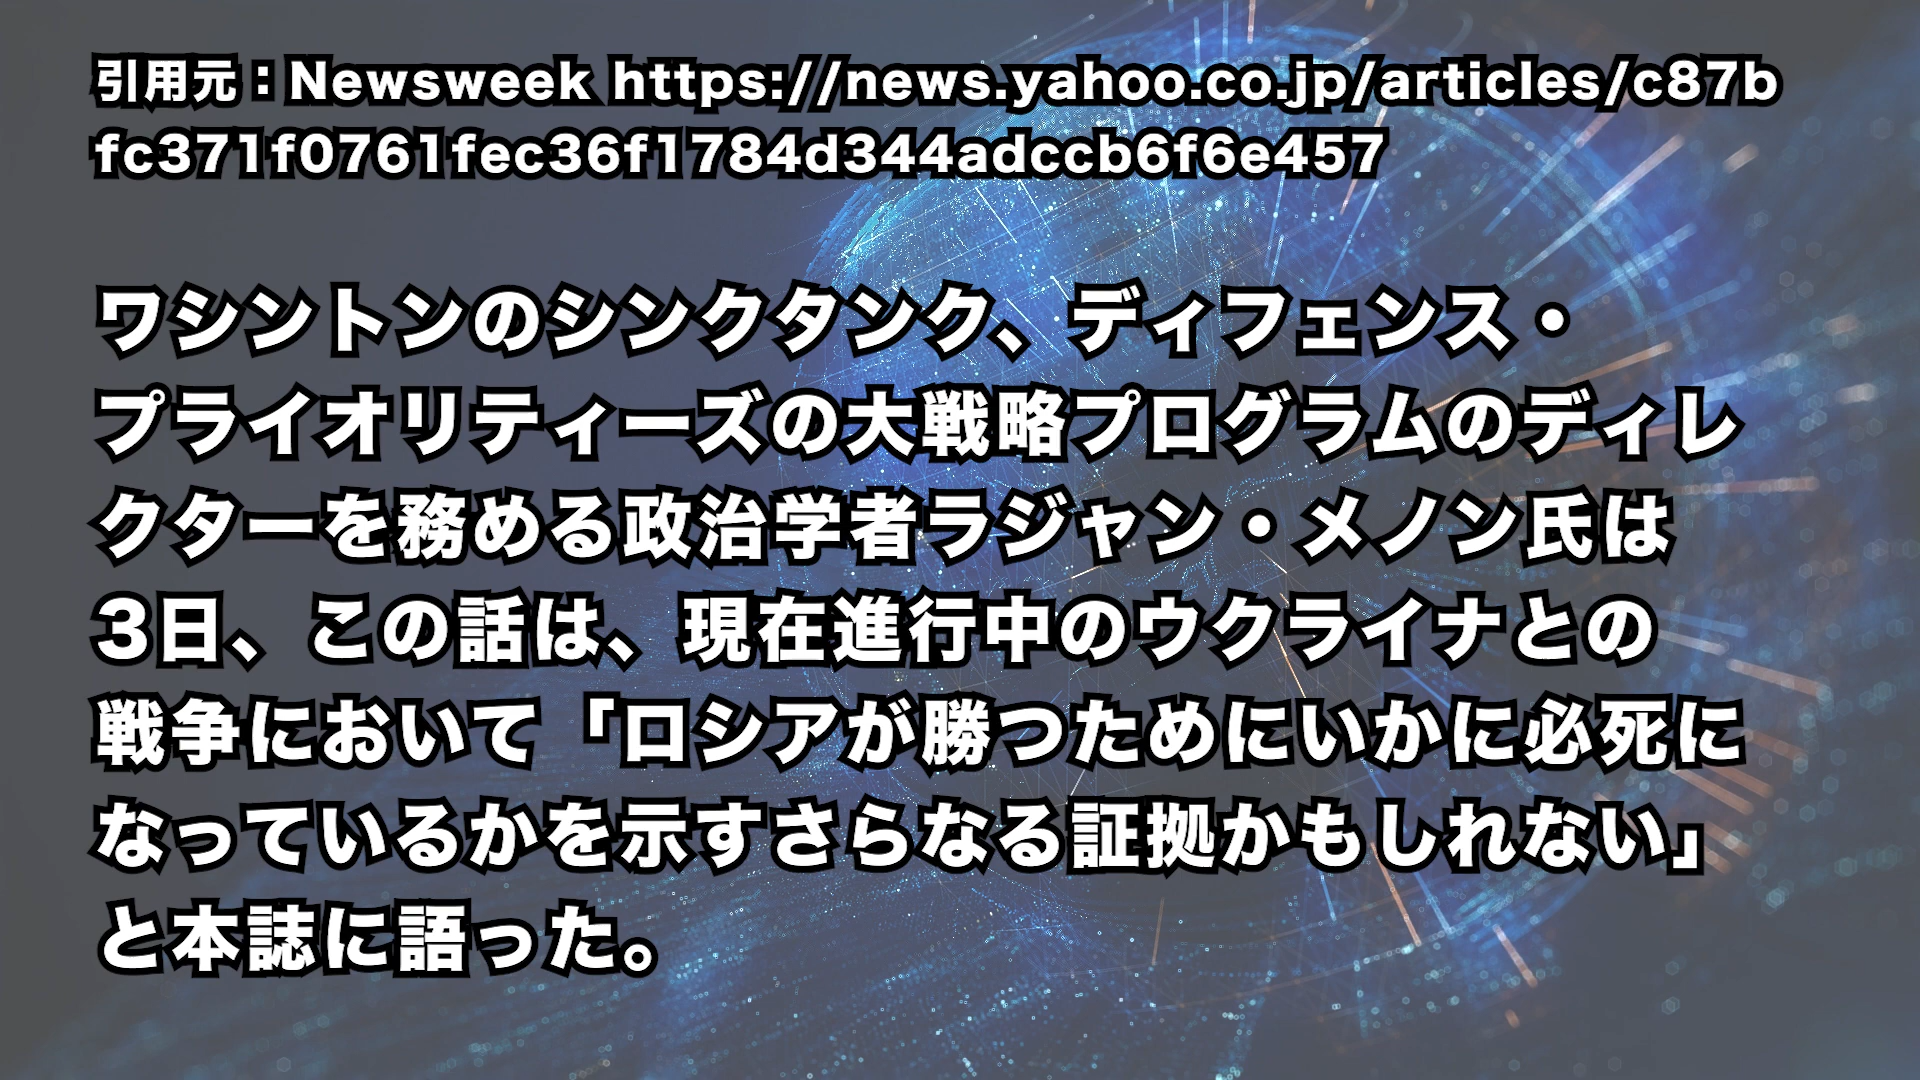 引用元：Newsweek https://news.yahoo.co.jp/articles/c87b
fc371f0761fec36f1784d344adccb6f6e457
ワシントンのシンクタンク、ディフェンス・
プライオリティーズの大戦略プログラムのディレ
クターを務める政治学者ラジャン・メノン氏は
3日、この話は、現在進行中のウクライナとの
戦争において「ロシアが勝つためにいかに必死に
なっているかを示すさらなる証拠かもしれない」
と本誌に語った。